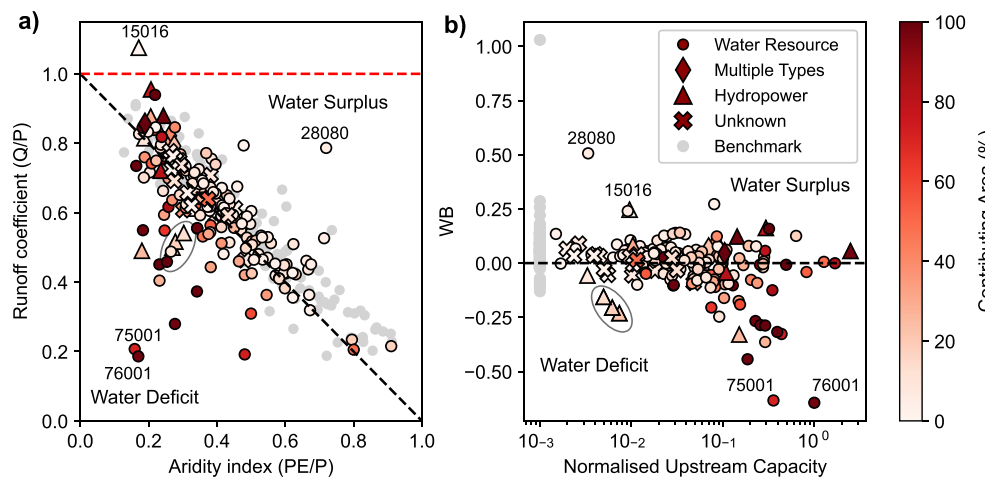 a)
15016
1.0
Water Surplus
28080
0.8
0.6
0.4
0.2
0.0
75001
76001
Water Deficit
0.0 0.2 0.4 0.6 0.8 1.0
Aridity index (PE/P)
Runoff coefficient (Q/P)
b)
1.00
0.75
0.50
0.25
0.00
−0.25
−0.50
WB
Water Resource
Multiple Types
Hydropower
Unknown
Benchmark
28080
15016
Water Surplus
Water Deficit
75001
76001
10−3 10−2 10−1 100
Normalised Upstream Capacity
100
80
60
40
20
0
Contributing Area (%)